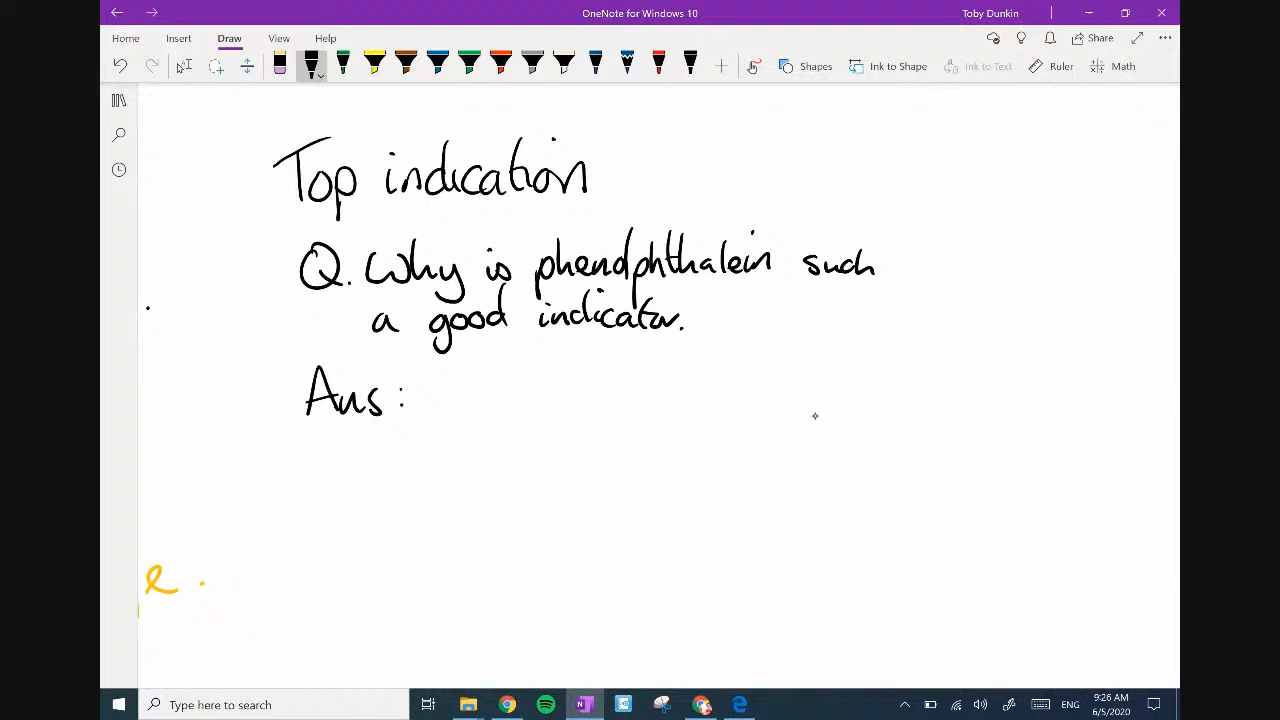 OneNote for Windows 10
Toby Dunkin
Home Insert Draw View Help
Share
Shapes Ink to Shape Ink to Text Ruler Math
Top indication
Q. Why is phenolphthalein such
a good indicator.
Ans:
e.
Type here to search
ENG
9:26 AM
6/5/2020